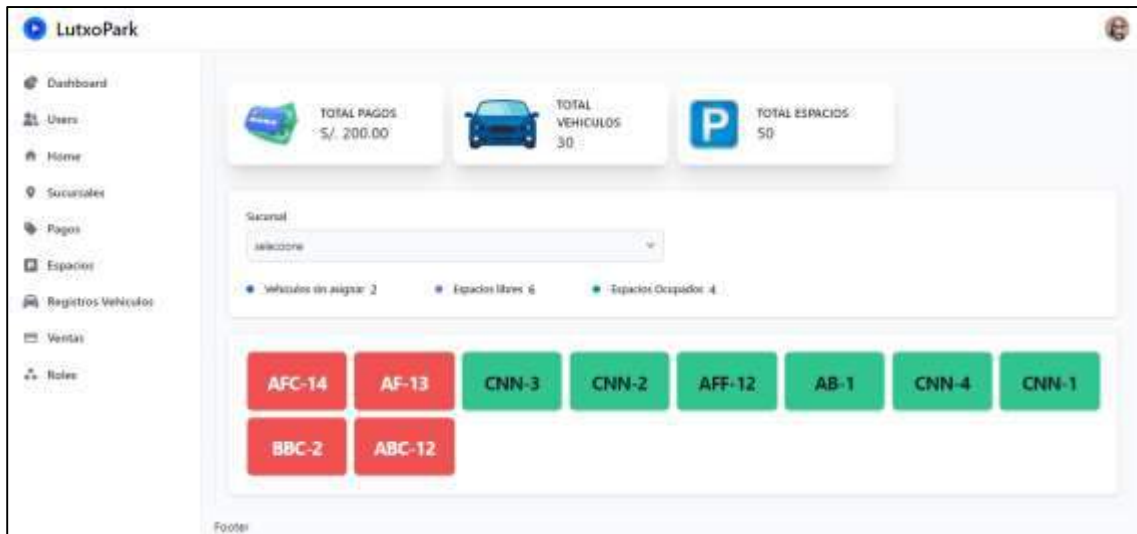 LutxoPark
Dashboard
Users
Home
Sucursales
Pagos
Espacios
Registros Vehiculos
Ventas
Roles
TOTAL PAGOS
S/. 200.00
TOTAL
VEHICULOS
30
P
TOTAL ESPACIOS
50
Sucursal
seleccione
Vehiculos sin asignar 2 Espacios libres 6 Espacios Ocupados 4
AFC-14 AF-13 CNN-3 CNN-2 AFF-12 AB-1 CNN-4 CNN-1
BBC-2 ABC-12
Footer